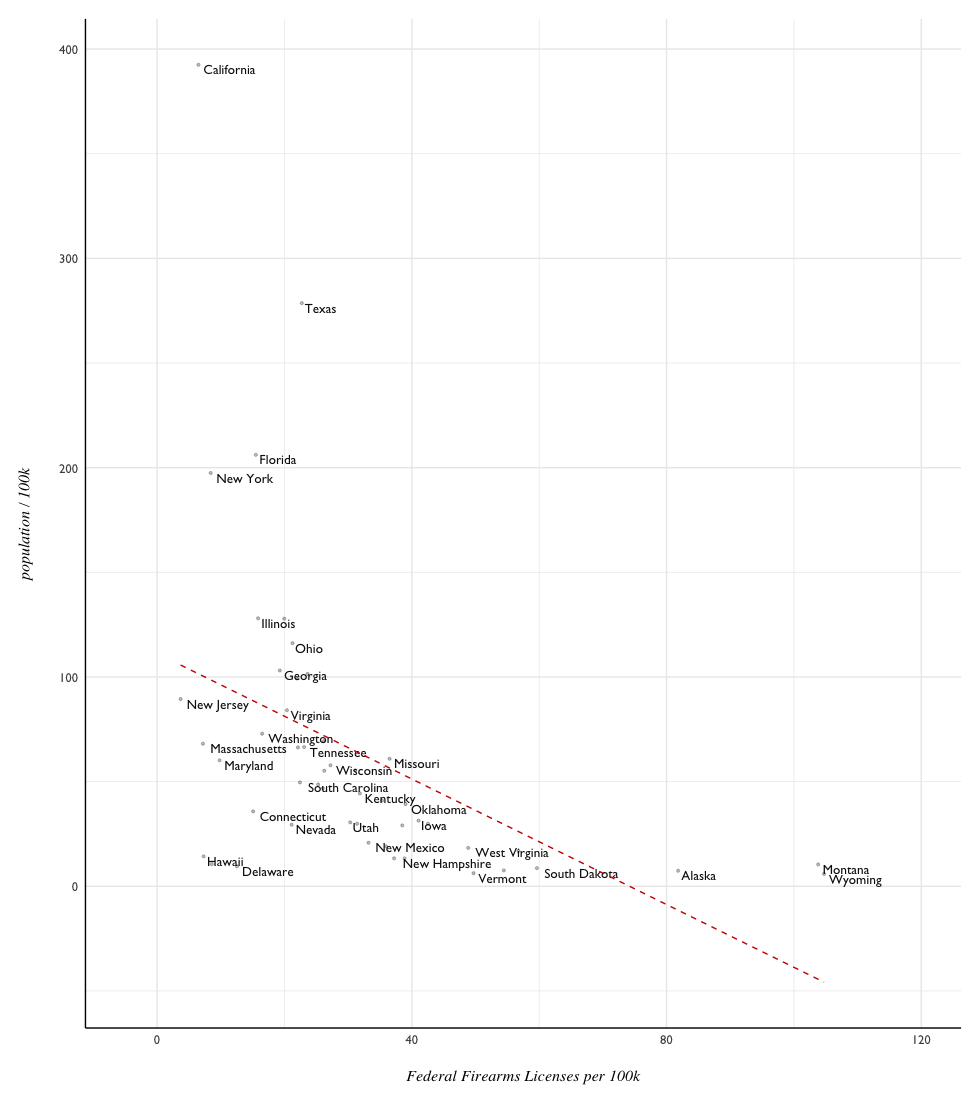 400
California
300
Texas
Florida
200
New York
population / 100k
Illinois
Ohio
Georgia
100
New Jersey
Virginia
Washington
Massachusetts
Tennessee
Missouri
Maryland
Wisconsin
South Carolina
Kentucky
Oklahoma
Connecticut
Iowa
Utah
Nevada
New Mexico
West Virginia
Hawaii
New Hampshire
Montana
Delaware
South Dakota
Alaska
Vermont
Wyoming
0
0 40 80 120
Federal Firearms Licenses per 100k